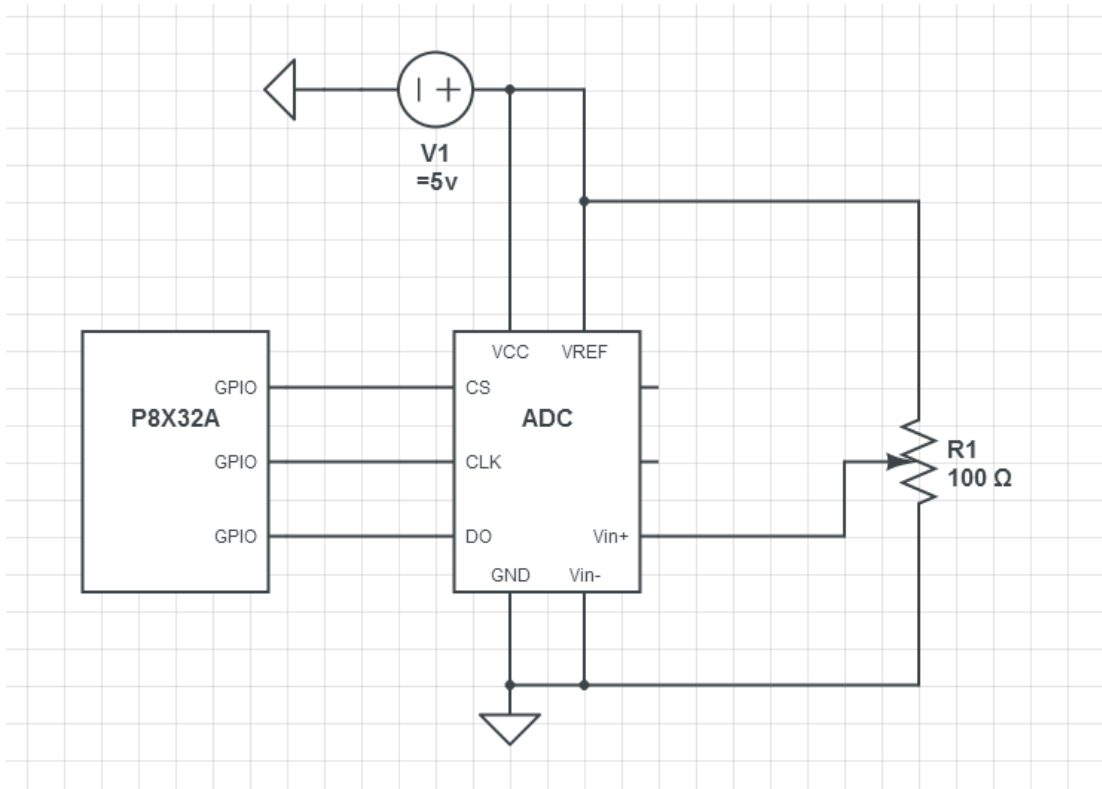 V1
=5v
VCC
VREF
GPIO
CS
P8X32A
ADC
R1
100 Ω
GPIO
CLK
GPIO
DO
Vin+
GND
Vin-